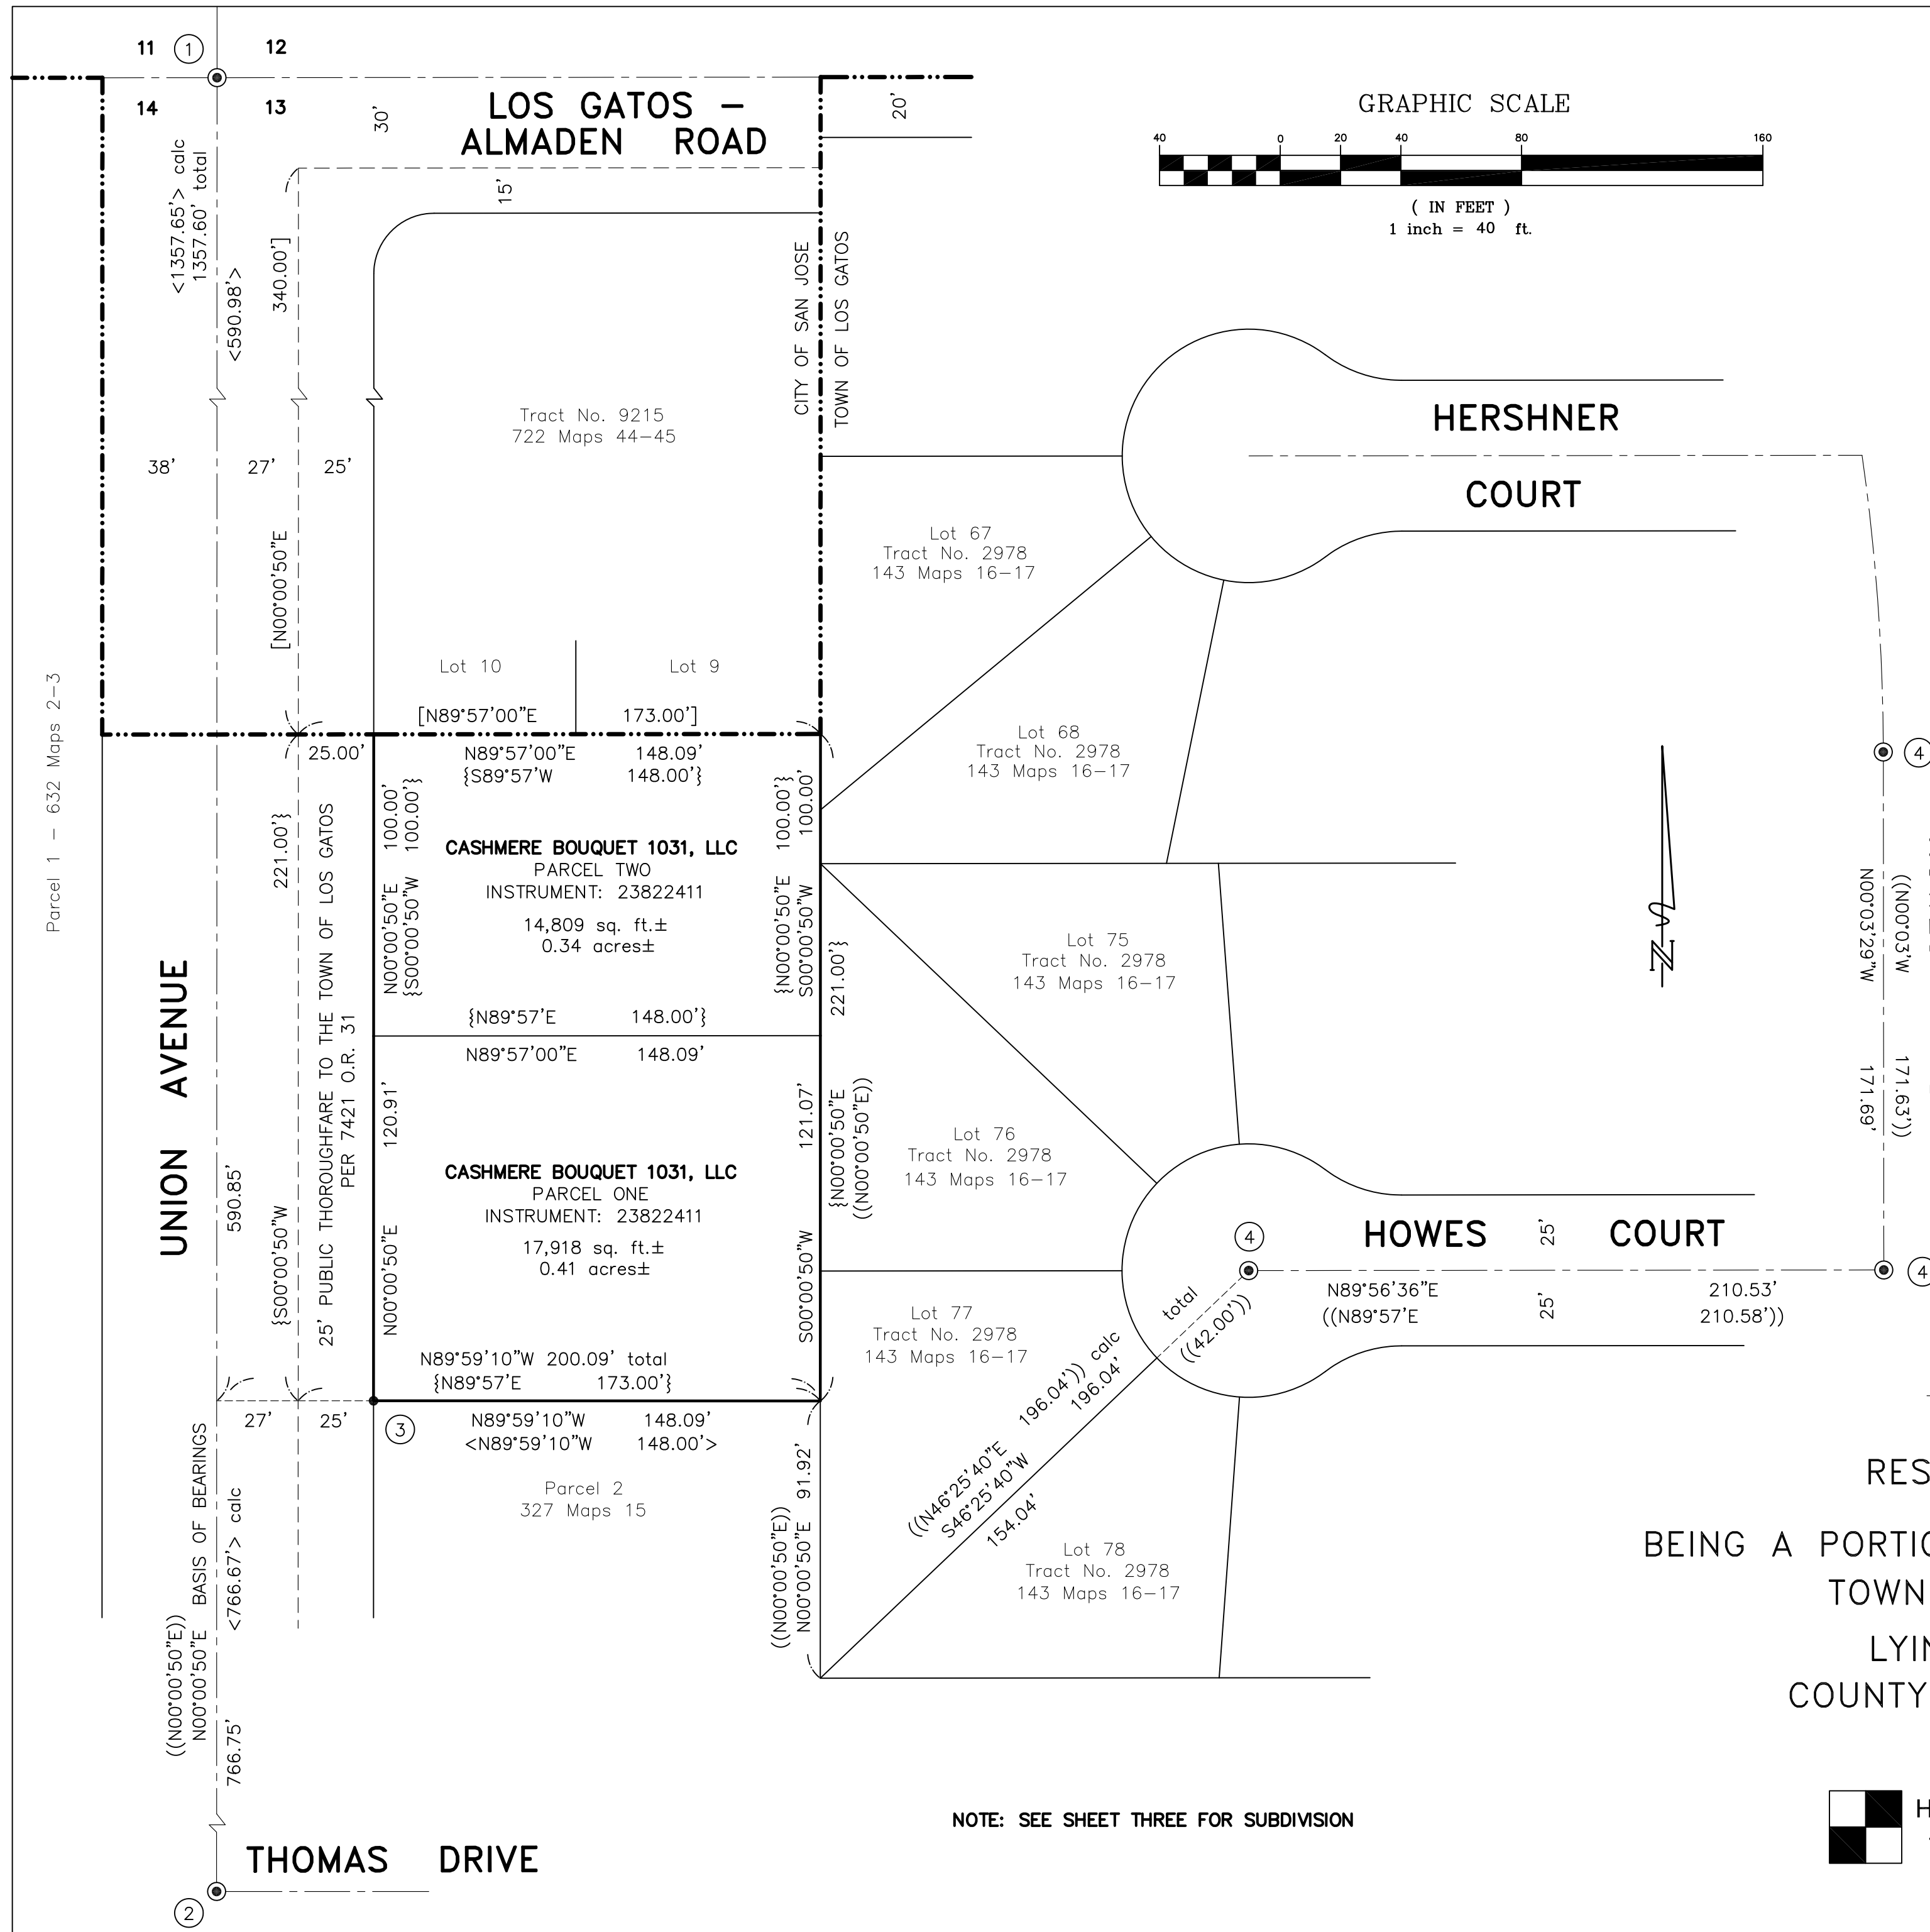 11
1
12
14
13
30'
LOS GATOS –
ALMADEN ROAD
20'
15'
GRAPHIC SCALE
40 0 20 40 80 160
( IN FEET )
1 inch = 40 ft.
<1357.65'> calc
1357.60' total
<590.98'>
340.00']
[N00°00'50"E
38'
27'
25'
CITY OF SAN JOSE
TOWN OF LOS GATOS
Tract No. 9215
722 Maps 44-45
HERSHNER
COURT
Lot 67
Tract No. 2978
143 Maps 16-17
Lot 10
Lot 9
[N89°57'00"E 173.00']
Parcel 1 - 632 Maps 2-3
25.00'
N89°57'00"E 148.09'
{S89°57'W 148.00'}
Lot 68
Tract No. 2978
143 Maps 16-17
4
221.00'}
{S00°00'50"W
25' PUBLIC THOROUGHFARE TO THE TOWN OF LOS GATOS
PER 7421 O.R. 31
N00°00'50"E 100.00'
{S00°00'50"W 100.00'}
CASHMERE BOUQUET 1031, LLC
PARCEL TWO
INSTRUMENT: 23822411
14,809 sq. ft.±
0.34 acres±
{N00°00'50"E 100.00'}
S00°00'50"W 100.00'
221.00'}
{N00°00'50"E
((N00°00'50"E))
{N89°57'E 148.00'}
N89°57'00"E 148.09'
Lot 75
Tract No. 2978
143 Maps 16-17
N
((N00°03'W 171.63'))
N00°03'29"W 171.69'
UNION AVENUE
590.85'
N00°00'50"E 120.91'
CASHMERE BOUQUET 1031, LLC
PARCEL ONE
INSTRUMENT: 23822411
17,918 sq. ft.±
0.41 acres±
S00°00'50"W 121.07'
Lot 76
Tract No. 2978
143 Maps 16-17
HOWES COURT
25'
4
4
N89°56'36"E 210.53'
((N89°57'E 210.58'))
25'
N89°59'10"W 200.09' total
{N89°57'E 173.00'}
27'
25'
3
N89°59'10"W 148.09'
<N89°59'10"W 148.00'>
Parcel 2
327 Maps 15
Lot 77
Tract No. 2978
143 Maps 16-17
total
((42.00'))
((N46°25'40"E 196.04')) calc
S46°25'40"W 196.04'
154.04'
((N00°00'50"E))
N00°00'50"E 91.92'
Lot 78
Tract No. 2978
143 Maps 16-17
((N00°00'50"E))
N00°00'50"E BASIS OF BEARINGS
<766.67'> calc
766.75'
RES
BEING A PORTIO
TOWN
LYIN
COUNTY
H
NOTE: SEE SHEET THREE FOR SUBDIVISION
THOMAS DRIVE
2